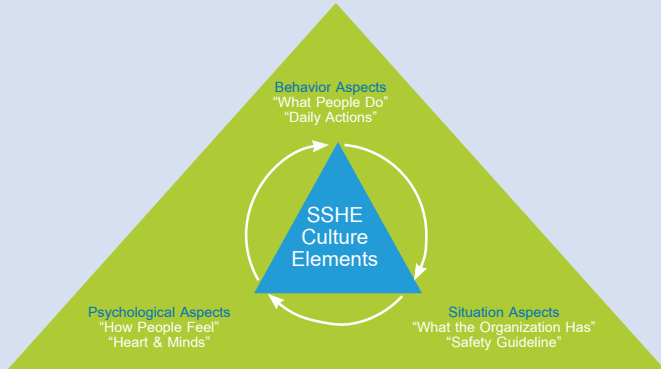 Behavior Aspects
“What People Do”
“Daily Actions”
SSHE
Culture
Elements
Psychological Aspects
“How People Feel”
“Heart & Minds”
Situation Aspects
“What the Organization Has”
“Safety Guideline”